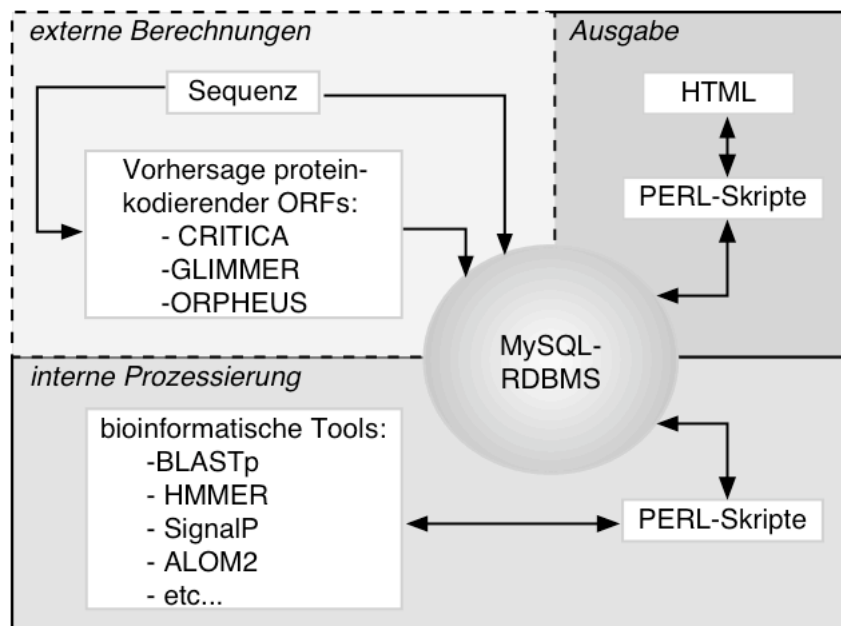 externe Berechnungen
Sequenz
Vorhersage protein-
kodierender ORFs:
- CRITICA
-GLIMMER
-ORPHEUS
Ausgabe
HTML
PERL-Skripte
MySQL-
RDBMS
interne Prozessierung
bioinformatische Tools:
-BLASTp
- HMMER
- SignalP
- ALOM2
- etc...
PERL-Skripte